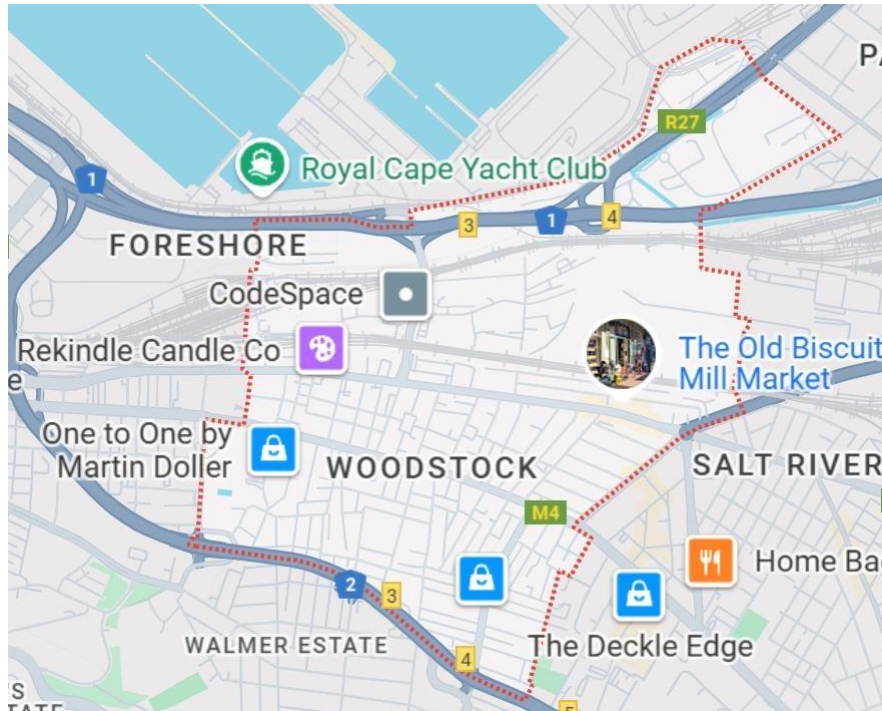 PA
R27
1
Royal Cape Yacht Club
3
1
4
FORESHORE
CodeSpace
Rekindle Candle Co
The Old Biscuit
Mill Market
e
One to One by
Martin Doller
WOODSTOCK
SALT RIVER
M4
Home Ba
2
3
WALMER ESTATE
The Deckle Edge
4
S
TATE
5